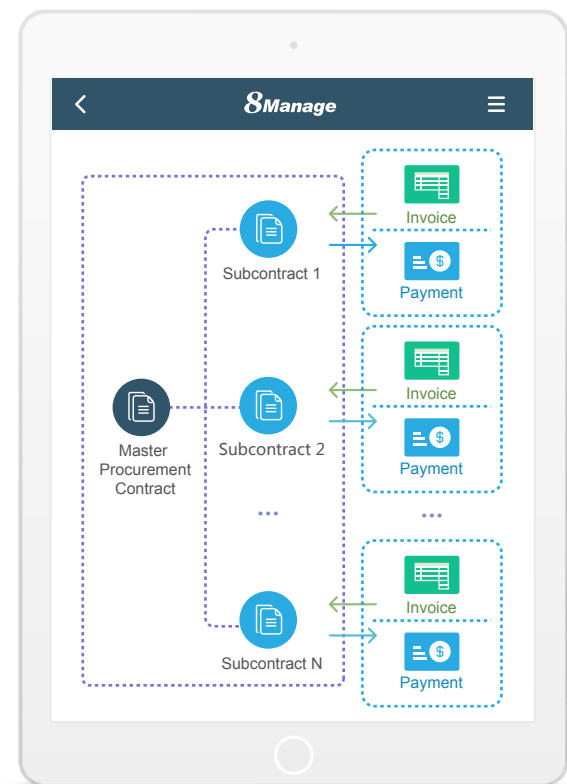 8Manage
Invoice
Subcontract 1
Payment
Invoice
Master
Procurement
Contract
Subcontract 2
Payment
...
...
Invoice
Subcontract N
Payment